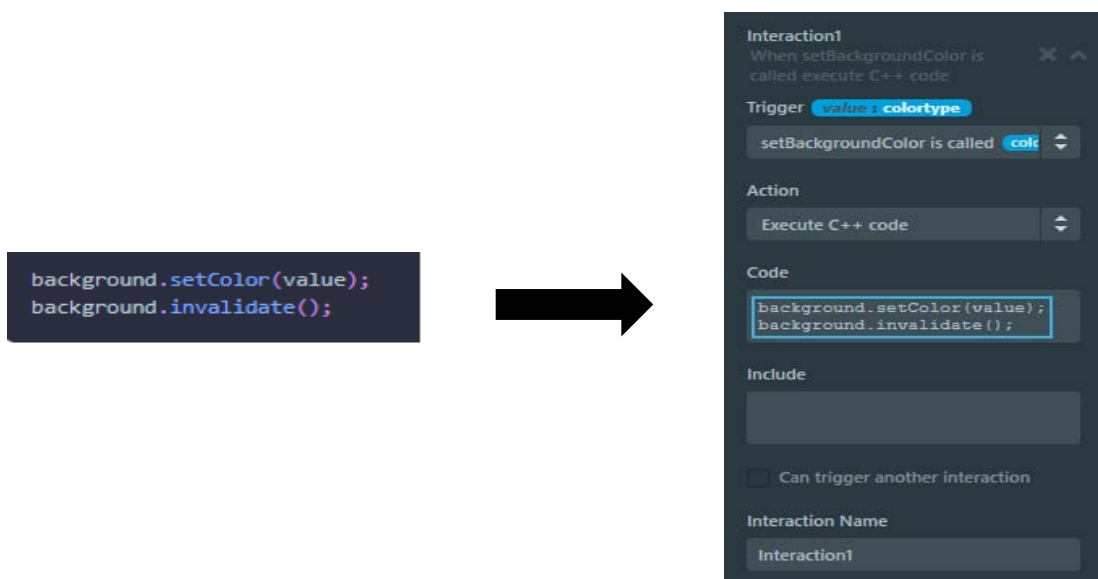 background.setColor(value);
background.invalidate();
Interaction1
When setBackgroundColor is
called execute C++ code
Trigger value : colortype
setBackgroundColor is called colo
Action
Execute C++ code
Code
background.setColor(value);
background.invalidate();
Include
Can trigger another interaction
Interaction Name
Interaction1